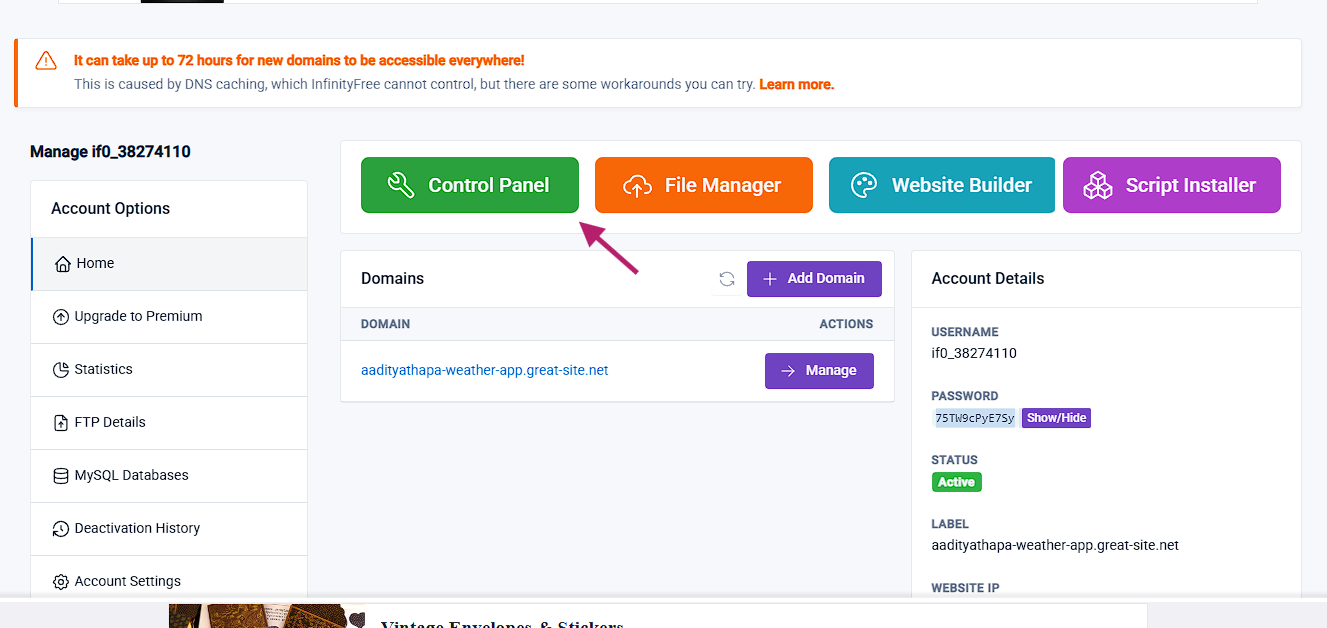 It can take up to 72 hours for new domains to be accessible everywhere!
This is caused by DNS caching, which InfinityFree cannot control, but there are some workarounds you can try. Learn more.
Manage if0_38274110
Account Options
Home
Upgrade to Premium
Statistics
FTP Details
MySQL Databases
Deactivation History
Account Settings
Control Panel
File Manager
Website Builder
Script Installer
Domains
Add Domain
DOMAIN ACTIONS
aadityathapa-weather-app.great-site.net Manage
Account Details
USERNAME
if0_38274110
PASSWORD
75TW9cPyE7Sy Show/Hide
STATUS
Active
LABEL
aadityathapa-weather-app.great-site.net
WEBSITE IP
Vintage Envelopes & Stickers